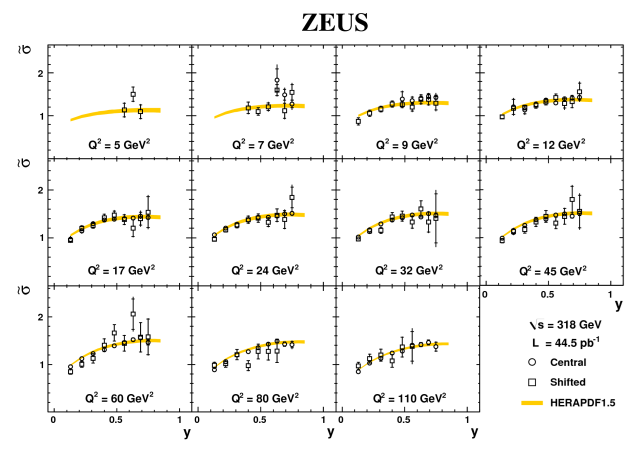 ZEUS
σ̃
2
1
Q² = 5 GeV²
Q² = 7 GeV²
Q² = 9 GeV²
Q² = 12 GeV²
2
1
Q² = 17 GeV²
Q² = 24 GeV²
Q² = 32 GeV²
Q² = 45 GeV²
0 0.5 1
y
σ̃
2
1
Q² = 60 GeV²
Q² = 80 GeV²
Q² = 110 GeV²
0 0.5 1
y
0 0.5 1
y
0 0.5 1
y
√s = 318 GeV
L = 44.5 pb⁻¹
Central
Shifted
HERAPDF1.5